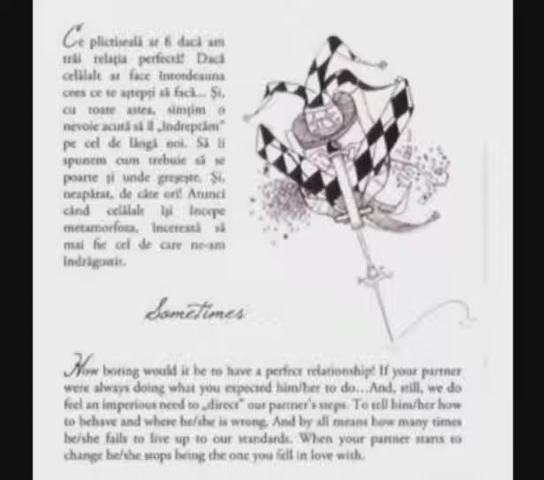 Ce plictiseală ar fi dacă am
trăi relația perfectă! Dacă
celălalt ar face întotdeauna
ceea ce te aștepți să facă... Și,
cu toate astea, simțim o
nevoie acută să îl „îndreptăm”
pe cel de lângă noi. Să îi
spunem cum trebuie să se
poarte și unde greșește. Și,
neapărat, de câte ori! Atunci
când celălalt își începe
metamorfoza, încetează să
mai fie cel de care ne-am
îndrăgostit.
Sometimes
How boring would it be to have a perfect relationship! If your partner
were always doing what you expected him/her to do...And, still, we do
feel an imperious need to „direct” our partner's steps. To tell him/her how
to behave and where he/she is wrong. And by all means how many times
he/she fails to live up to our standards. When your partner starts to
change he/she stops being the one you fell in love with.